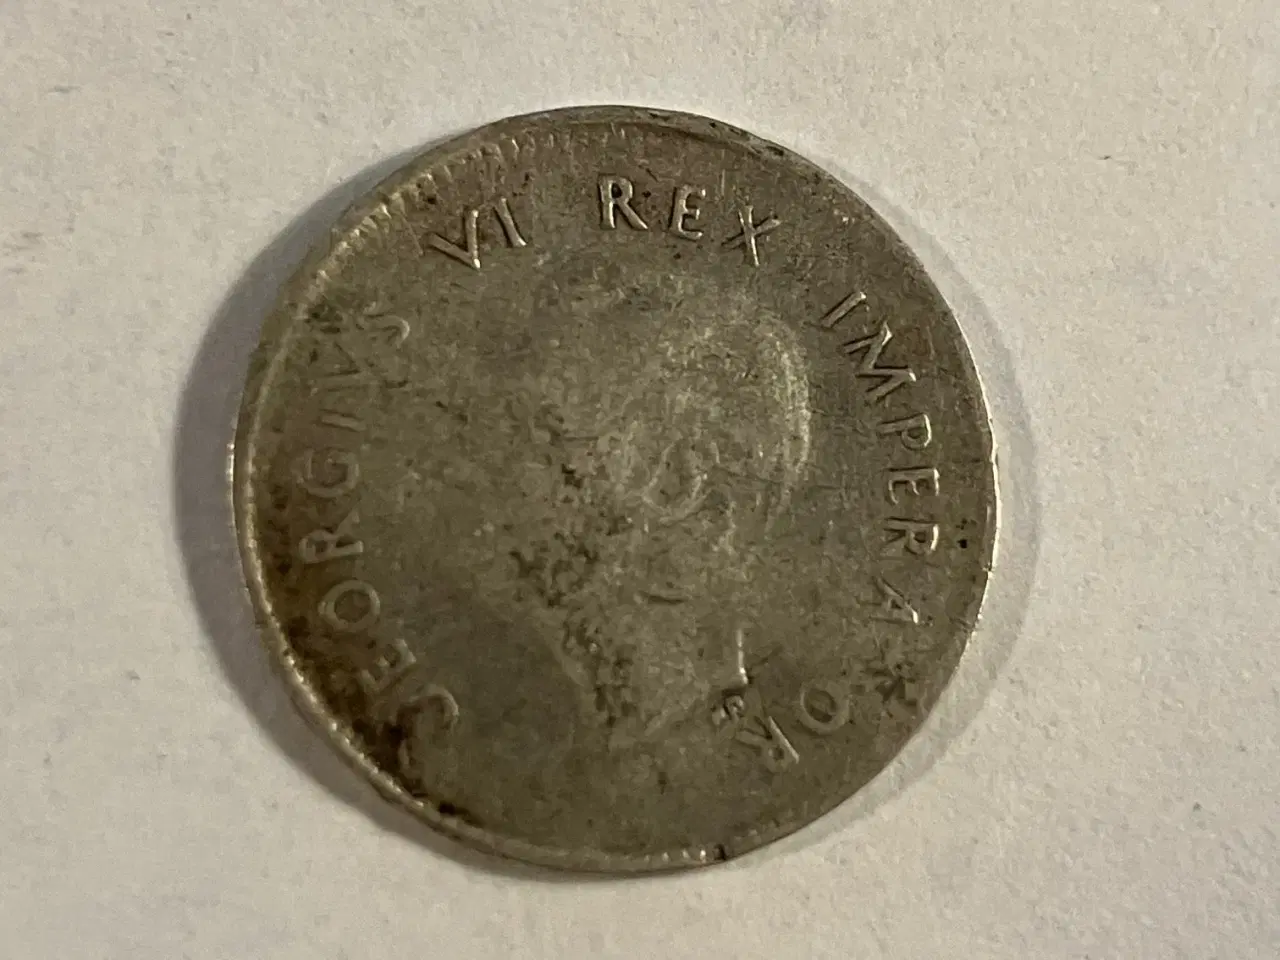 GEORGIVS VI REX IMPERATOR